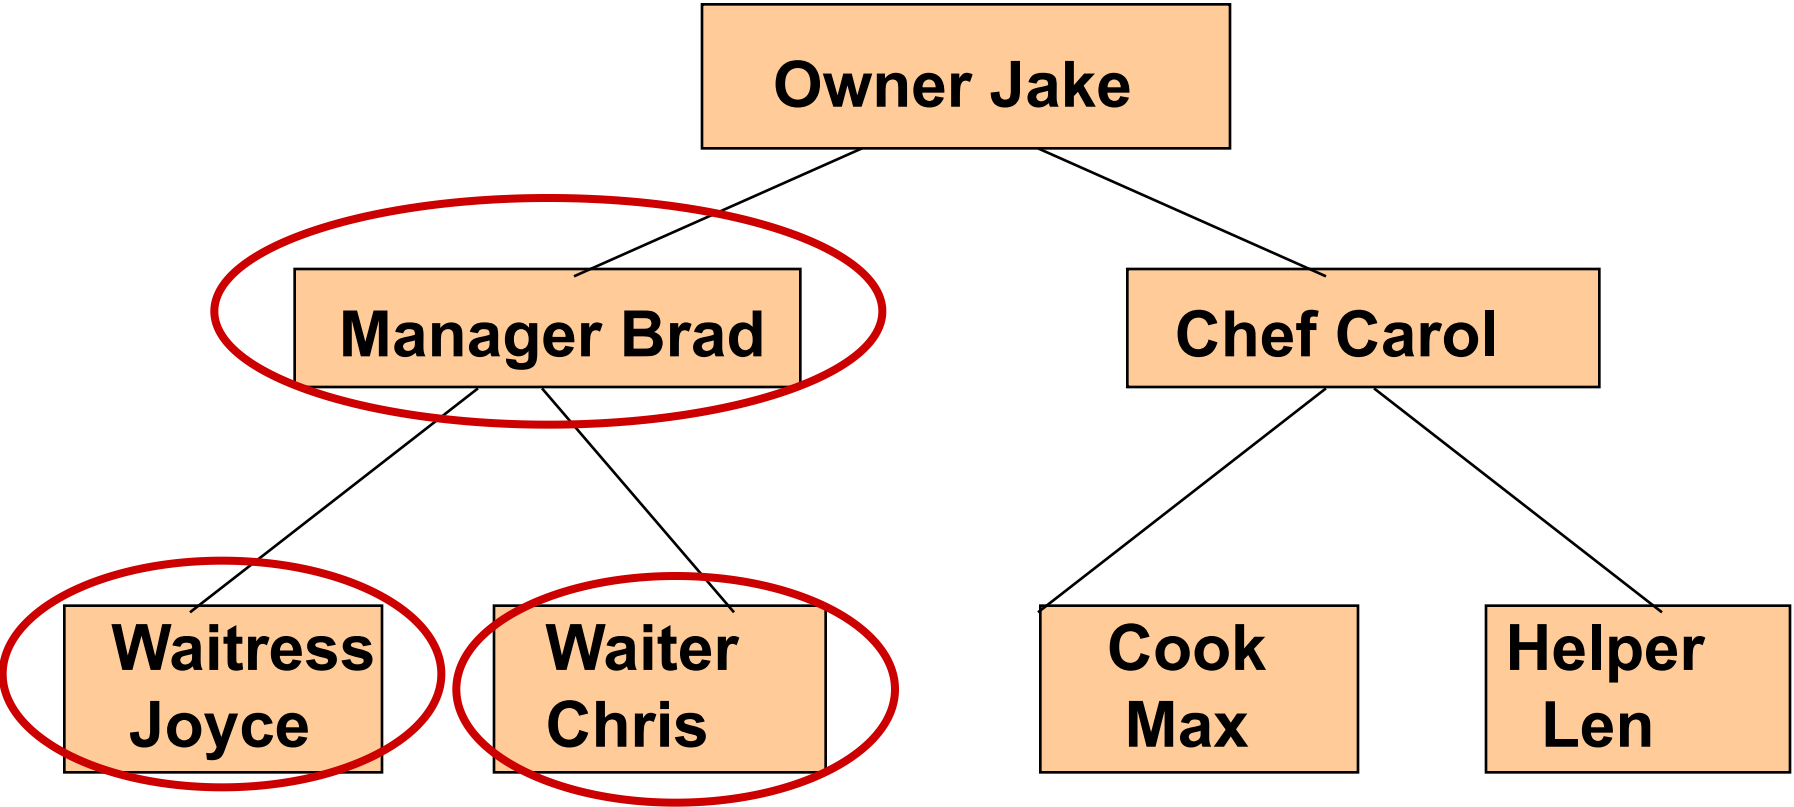 Owner Jake
Manager Brad
Chef Carol
Waitress
Joyce
Waiter
Chris
Cook
Max
Helper
Len